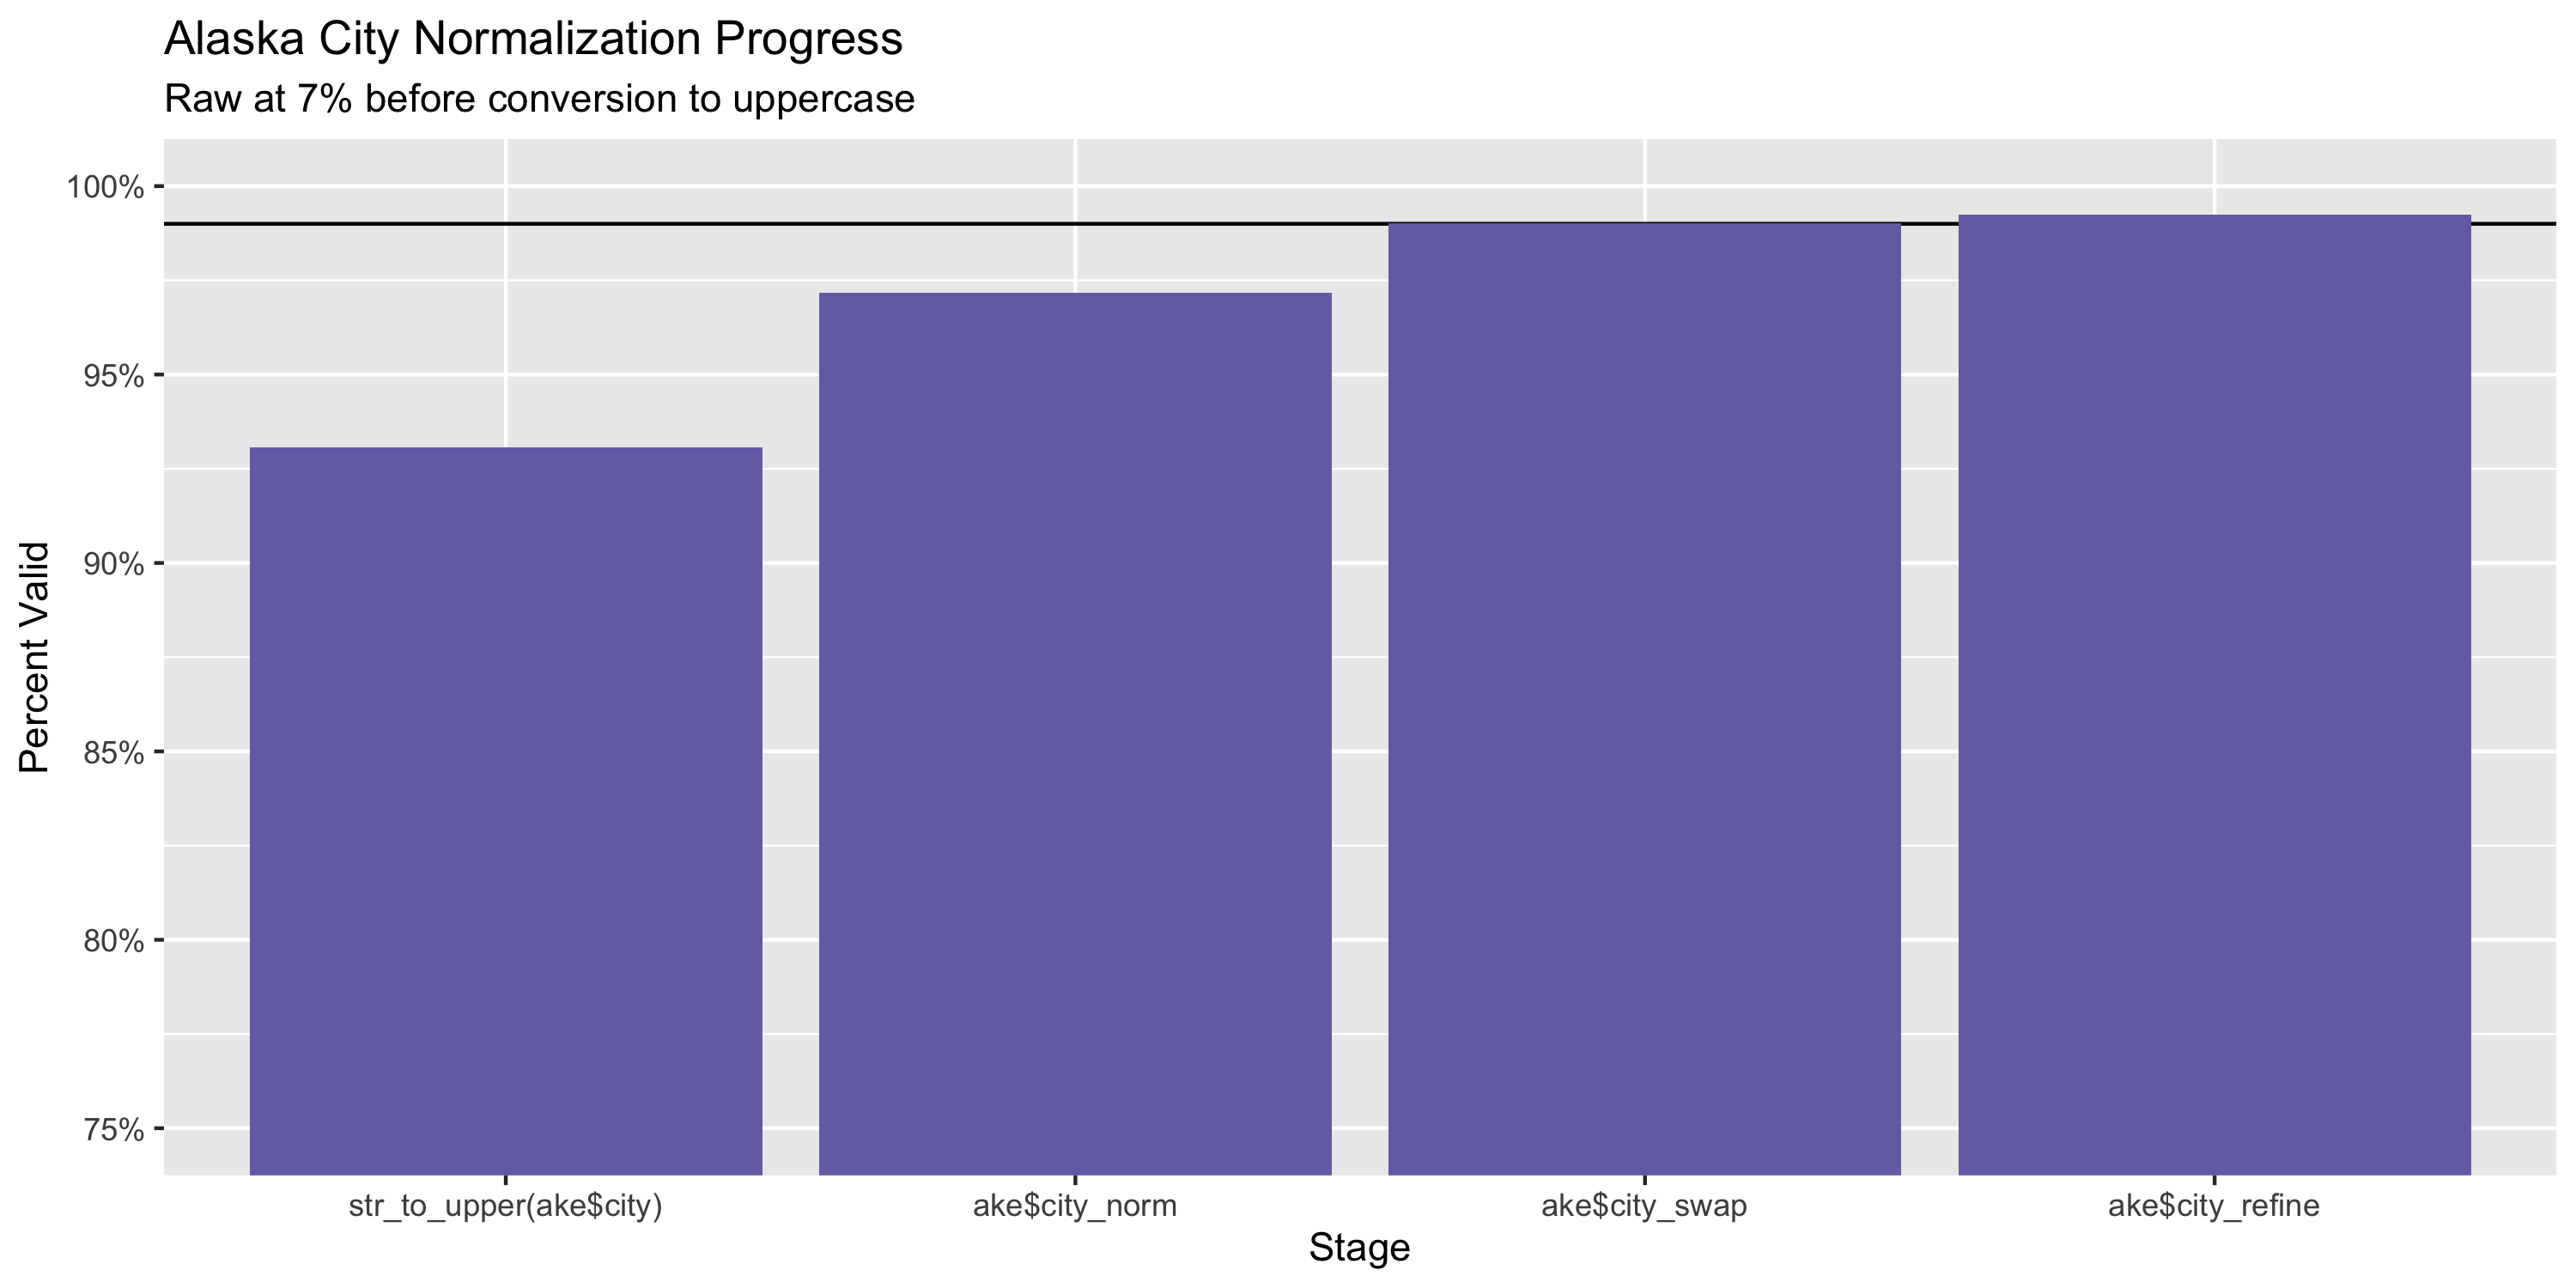 Alaska City Normalization Progress
Raw at 7% before conversion to uppercase
100%
95%
90%
85%
80%
75%
Percent Valid
str_to_upper(ake$city)
ake$city_norm
ake$city_swap
ake$city_refine
Stage